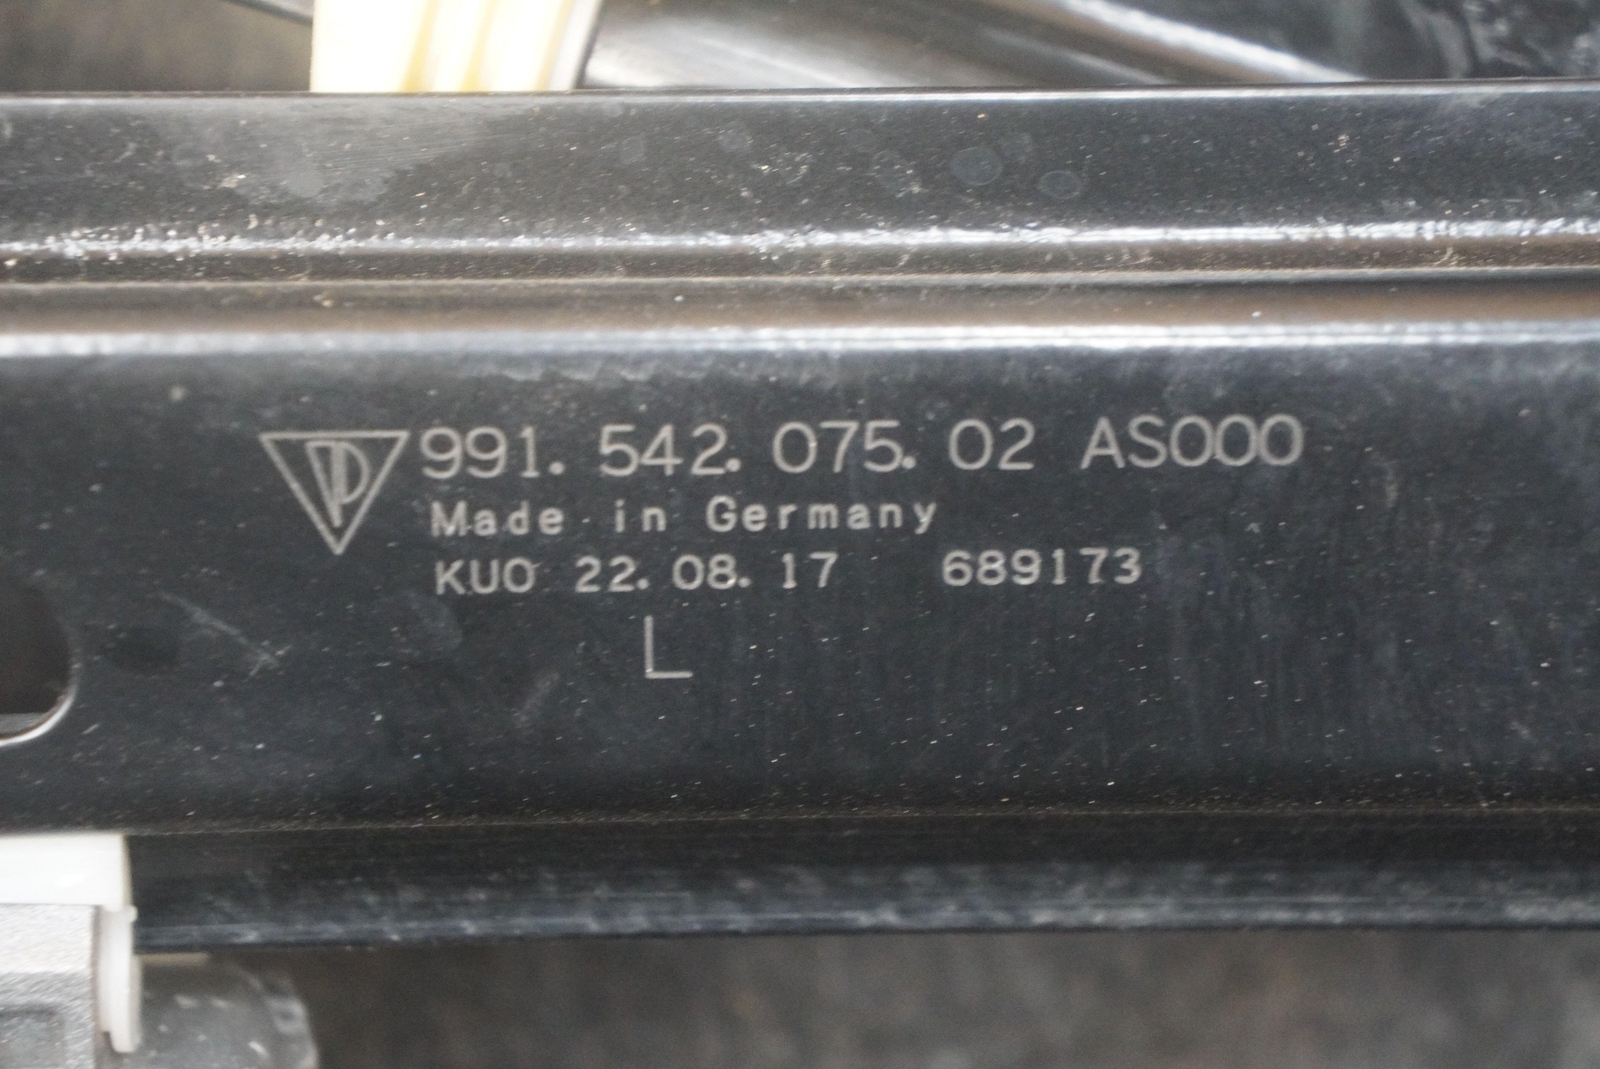 991. 542. 075. 02 AS000
Made in Germany
KUO 22. 08. 17 689173
L